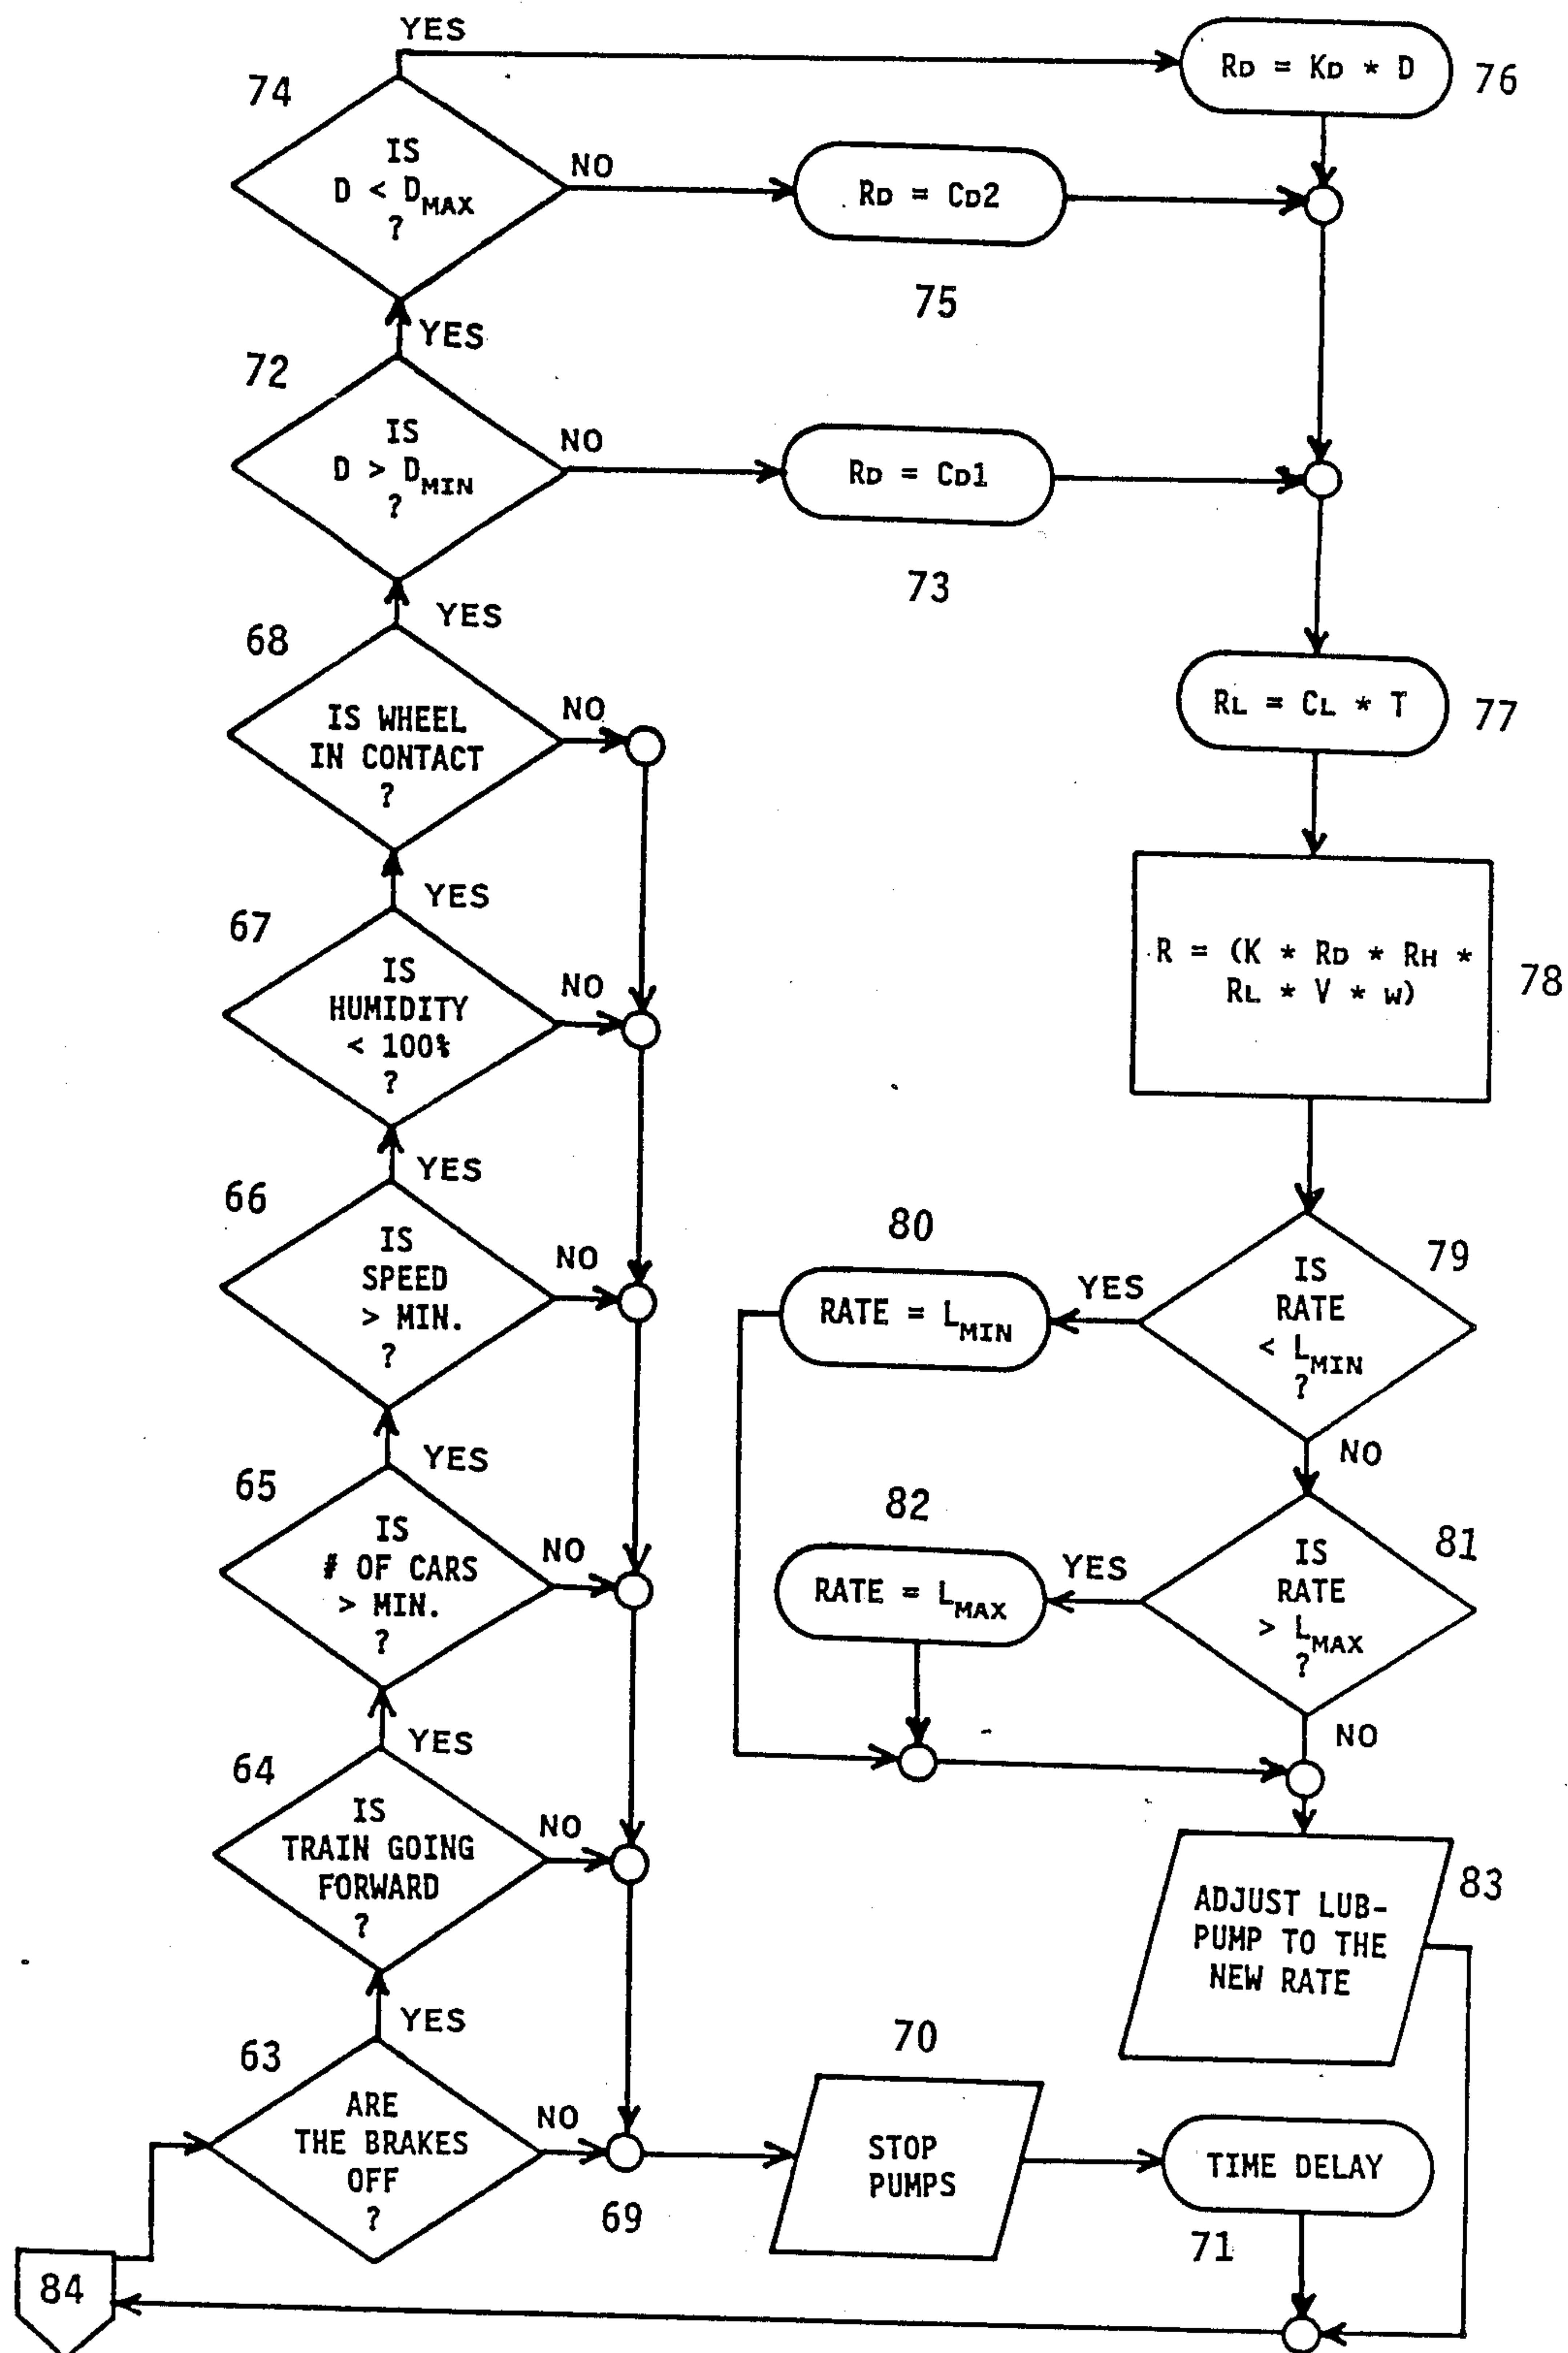 YES
74
IS
D < DMAX
?
NO
RD = CD2
75
RD = KD * D
76
YES
72
IS
D > DMIN
?
NO
RD = CD1
73
YES
68
IS WHEEL
IN CONTACT
?
NO
RL = CL * T
77
YES
67
IS
HUMIDITY
< 100%
?
NO
R = (K * RD * RH *
RL * V * W)
78
YES
66
IS
SPEED
> MIN.
?
NO
80
RATE = LMIN
YES
79
IS
RATE
< LMIN
?
NO
YES
65
IS
# OF CARS
> MIN.
?
NO
82
RATE = LMAX
YES
81
IS
RATE
> LMAX
?
NO
YES
64
IS
TRAIN GOING
FORWARD
?
NO
83
ADJUST LUB-
PUMP TO THE
NEW RATE
YES
63
ARE
THE BRAKES
OFF
?
NO
69
70
STOP
PUMPS
TIME DELAY
71
84